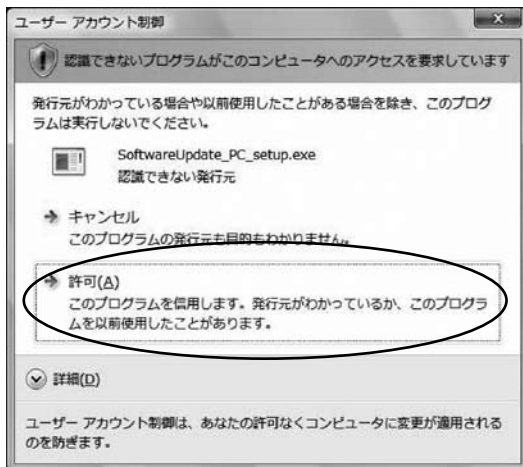 ユーザー アカウント制御
認識できないプログラムがこのコンピュータへのアクセスを要求しています
発行元がわかっている場合や以前使用したことがある場合を除き、このプログ
ラムは実行しないでください。
SoftwareUpdate_PC_setup.exe
認識できない発行元
キャンセル
このプログラムの発行元も目的もわかりません。
許可(A)
このプログラムを信用します。発行元がわかっているか、このプログラ
ムを以前使用したことがあります。
詳細(D)
ユーザー アカウント制御は、あなたの許可なくコンピュータに変更が適用される
のを防ぎます。